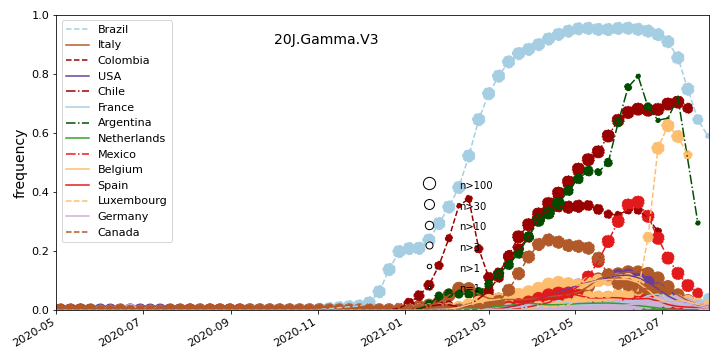 20J.Gamma.V3
frequency
1.0
0.8
0.6
0.4
0.2
0.0
Brazil
Italy
Colombia
USA
Chile
France
Argentina
Netherlands
Mexico
Belgium
Spain
Luxembourg
Germany
Canada
n>100
n>30
n>10
n>3
n>1
2020-05
2020-07
2020-09
2020-11
2021-01
2021-03
2021-05
2021-07